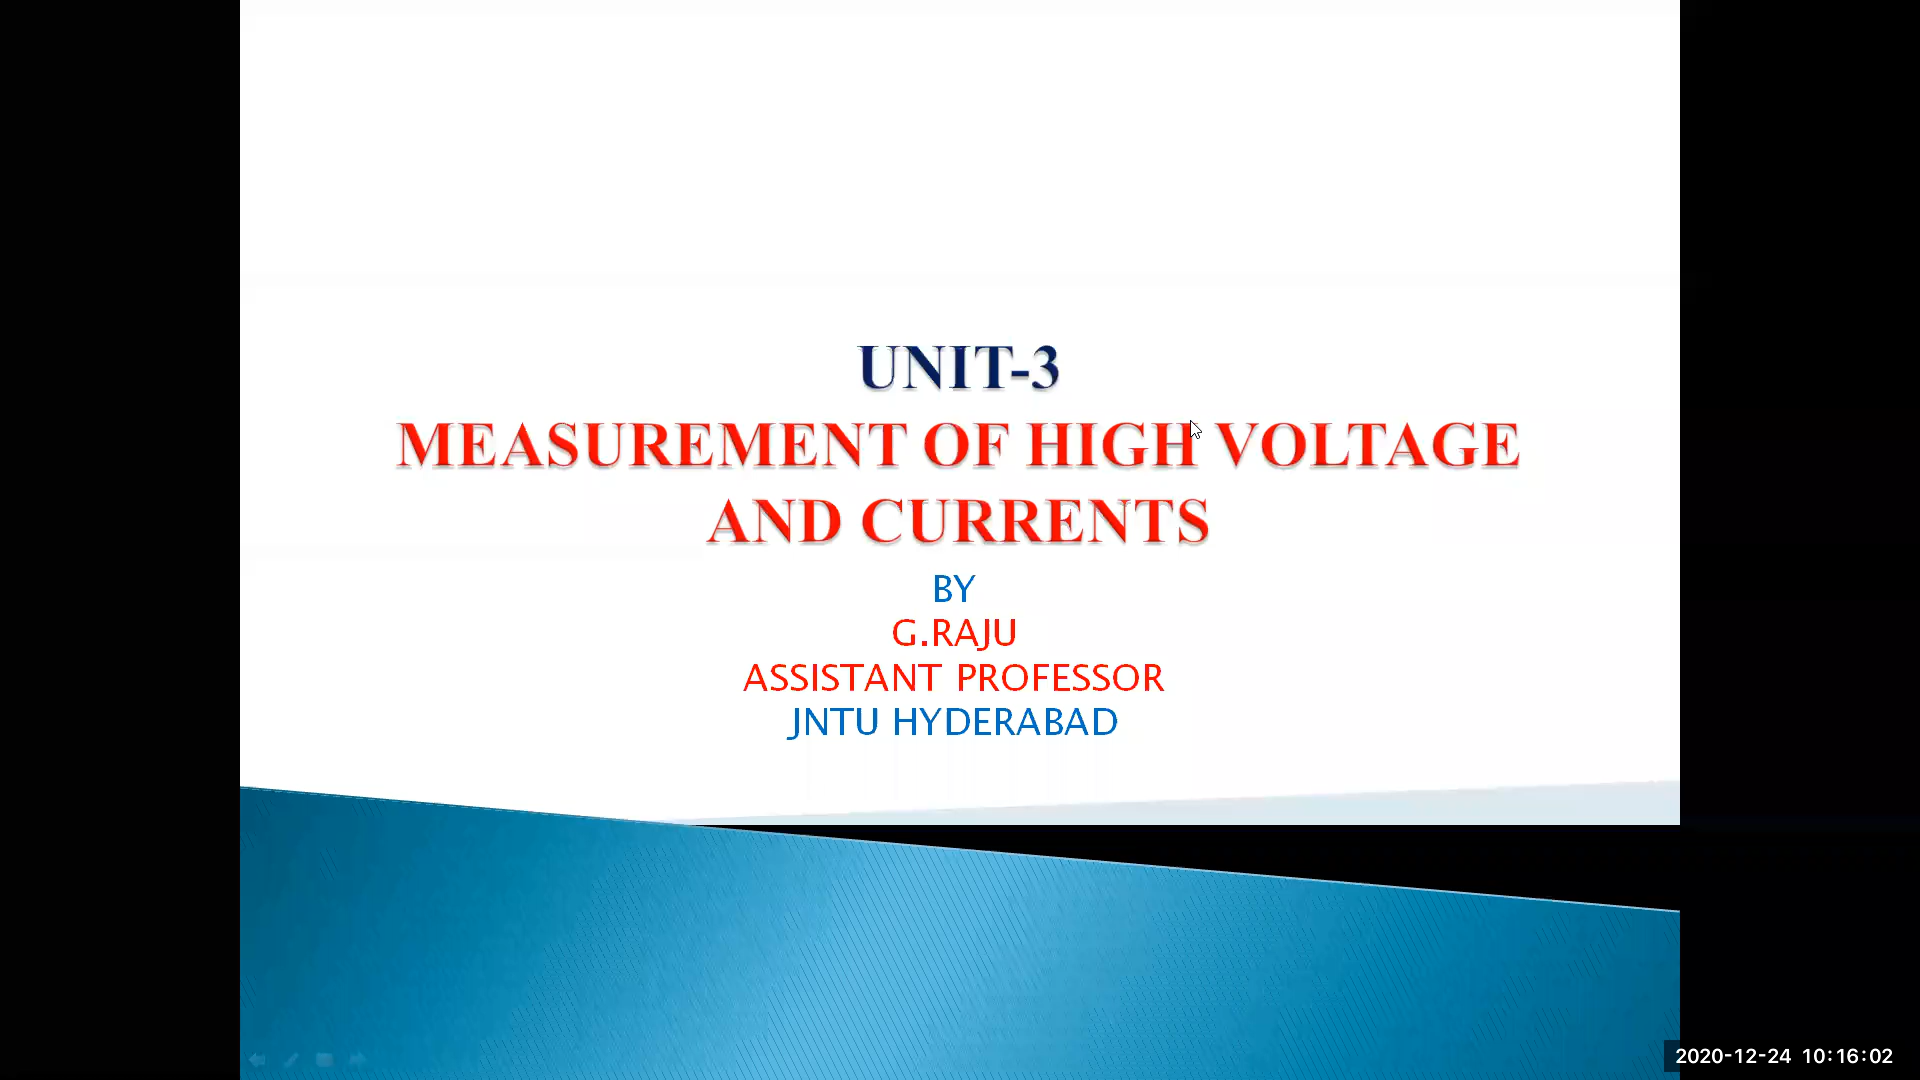 UNIT-3
MEASUREMENT OF HIGH VOLTAGE
AND CURRENTS
BY
G.RAJU
ASSISTANT PROFESSOR
JNTU HYDERABAD
2020-12-24 10:16:02